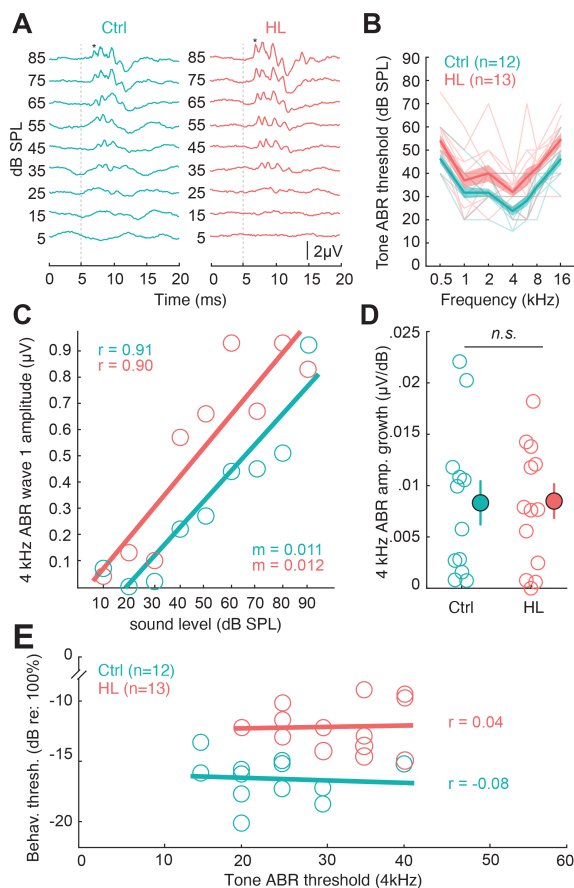 A
Ctrl
HL
*
*
85
75
65
55
45
35
25
15
5
85
75
65
55
45
35
25
15
5
dB SPL
2μV
0 5 10 15 20
0 5 10 15 20
Time (ms)
B
Ctrl (n=12)
HL (n=13)
Tone ABR threshold (dB SPL)
90
80
70
60
50
40
30
20
10
0
0.5 1 2 4 8 16
Frequency (kHz)
C
r = 0.91
r = 0.90
4 kHz ABR wave 1 amplitude (μV)
0.9
0.8
0.7
0.6
0.5
0.4
0.3
0.2
0.1
m = 0.011
m = 0.012
10 20 30 40 50 60 70 80 90
sound level (dB SPL)
D
n.s.
4 kHz ABR amp. growth (μV/dB)
.025
.02
.015
.010
.005
0
Ctrl HL
E
Ctrl (n=12)
HL (n=13)
Behav. thresh. (dB re: 100%)
0
-10
-15
-20
r = 0.04
r = -0.08
0 10 20 30 40 50 60
Tone ABR threshold (4kHz)